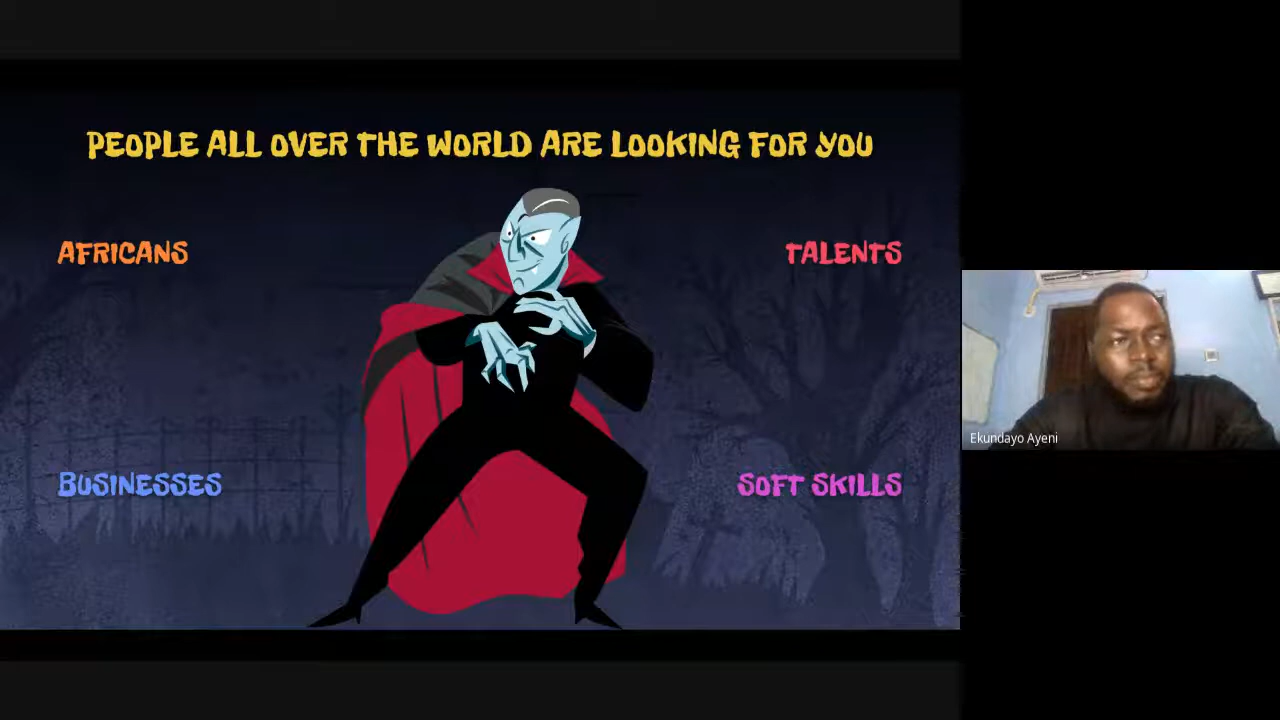 PEOPLE ALL OVER THE WORLD ARE LOOKING FOR YOU
AFRICANS
TALENTS
BUSINESSES
SOFT SKILLS
Ekundayo Ayeni